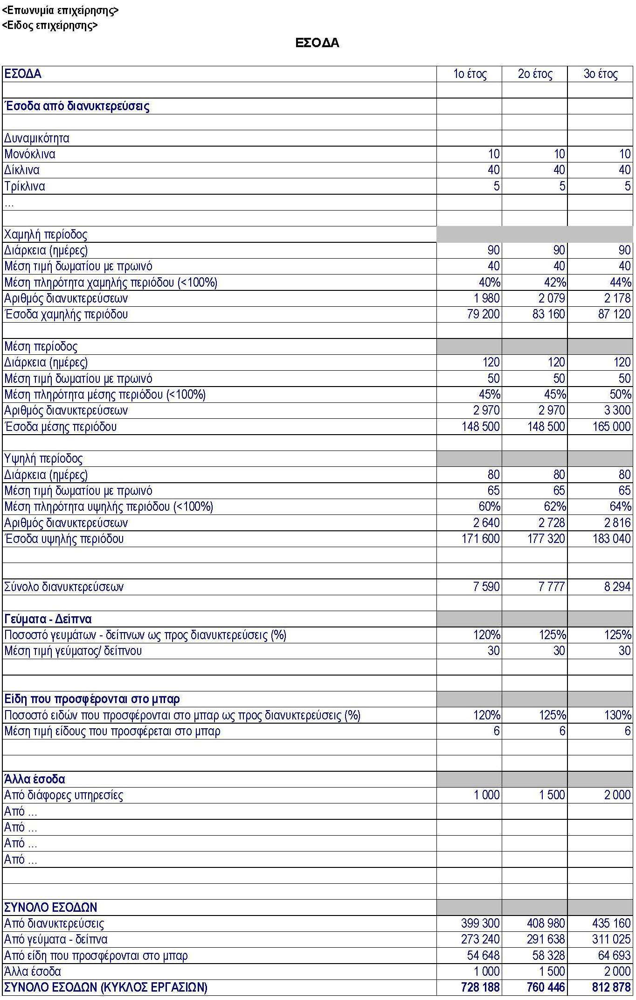 <Επωνυμία επιχείρησης>
<Ειδος επιχείρησης>
ΕΣΟΔΑ
ΕΣΟΔΑ 1ο έτος 2ο έτος 3ο έτος
Έσοδα από διανυκτερεύσεις
Δυναμικότητα
Μονόκλινα 10 10 10
Δίκλινα 40 40 40
Τρίκλινα 5 5 5
...
Χαμηλή περίοδος
Διάρκεια (ημέρες) 90 90 90
Μέση τιμή δωματίου με πρωινό 40 40 40
Μέση πληρότητα χαμηλής περιόδου (<100%) 40% 42% 44%
Αριθμός διανυκτερεύσεων 1 980 2 079 2 178
Έσοδα χαμηλής περιόδου 79 200 83 160 87 120
Μέση περίοδος
Διάρκεια (ημέρες) 120 120 120
Μέση τιμή δωματίου με πρωινό 50 50 50
Μέση πληρότητα μέσης περιόδου (<100%) 45% 45% 50%
Αριθμός διανυκτερεύσεων 2 970 2 970 3 300
Έσοδα μέσης περιόδου 148 500 148 500 165 000
Υψηλή περίοδος
Διάρκεια (ημέρες) 80 80 80
Μέση τιμή δωματίου με πρωινό 65 65 65
Μέση πληρότητα υψηλής περιόδου (<100%) 60% 62% 64%
Αριθμός διανυκτερεύσεων 2 640 2 728 2 816
Έσοδα υψηλής περιόδου 171 600 177 320 183 040
Σύνολο διανυκτερεύσεων 7 590 7 777 8 294
Γεύματα - Δείπνα
Ποσοστό γευμάτων - δείπνων ως προς διανυκτερεύσεις (%) 120% 125% 125%
Μέση τιμή γεύματος/ δείπνου 30 30 30
Είδη που προσφέρονται στο μπαρ
Ποσοστό ειδών που προσφέρονται στο μπαρ ως προς διανυκτερεύσεις (%) 120% 125% 130%
Μέση τιμή είδους που προσφέρεται στο μπαρ 6 6 6
Άλλα έσοδα
Από διάφορες υπηρεσίες 1 000 1 500 2 000
Από ...
Από ...
Από ...
Από ...
ΣΥΝΟΛΟ ΕΣΟΔΩΝ
Από διανυκτερεύσεις 399 300 408 980 435 160
Από γεύματα - δείπνα 273 240 291 638 311 025
Από είδη που προσφέρονται στο μπαρ 54 648 58 328 64 693
Άλλα έσοδα 1 000 1 500 2 000
ΣΥΝΟΛΟ ΕΣΟΔΩΝ (ΚΥΚΛΟΣ ΕΡΓΑΣΙΩΝ) 728 188 760 446 812 878